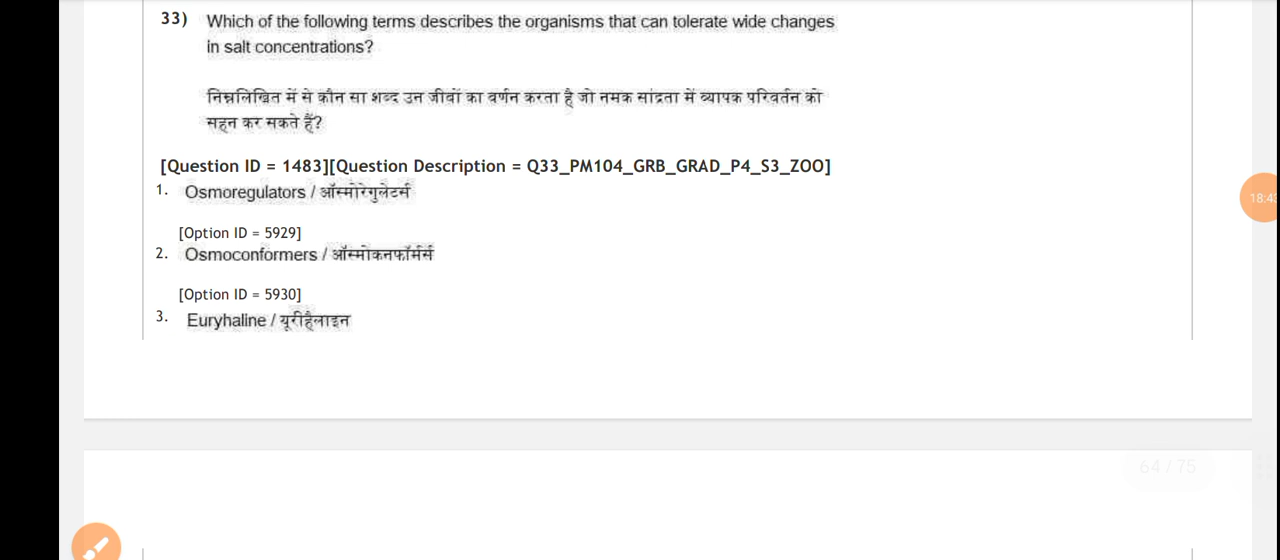 33) Which of the following terms describes the organisms that can tolerate wide changes
in salt concentrations?
निम्नलिखित में से कौन सा शब्द उन जीवों का वर्णन करता है जो नमक सांद्रता में व्यापक परिवर्तन को
सहन कर सकते हैं?
[Question ID = 1483][Question Description = Q33_PM104_GRB_GRAD_P4_S3_ZOO]
1. Osmoregulators / ऑस्मोरेगुलैटर्स
[Option ID = 5929]
2. Osmoconformers / ऑस्मोकनफॉर्मर्स
[Option ID = 5930]
3. Euryhaline / यूरीहैलाइन
64 / 75